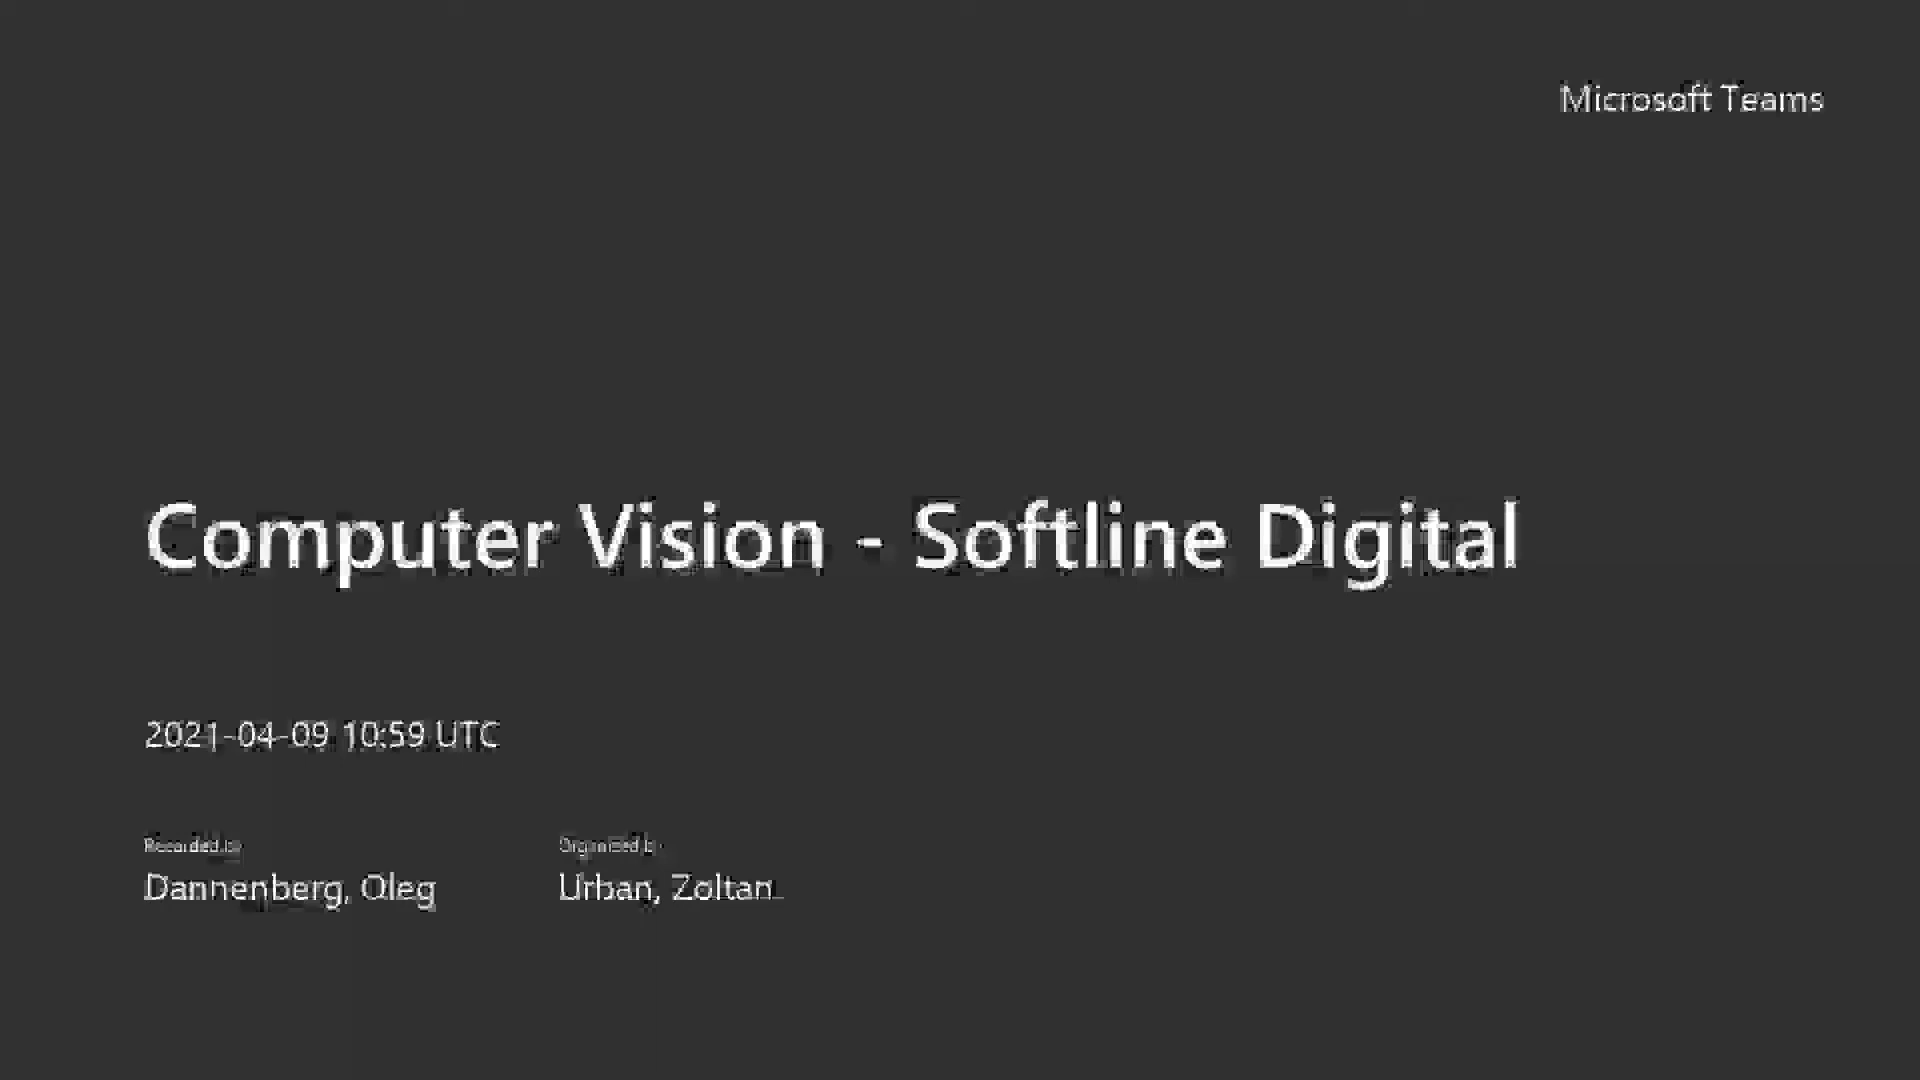 Microsoft Teams
Computer Vision - Softline Digital
2021-04-09 10:59 UTC
Recorded by Organized by
Dannenberg, Oleg Urban, Zoltan